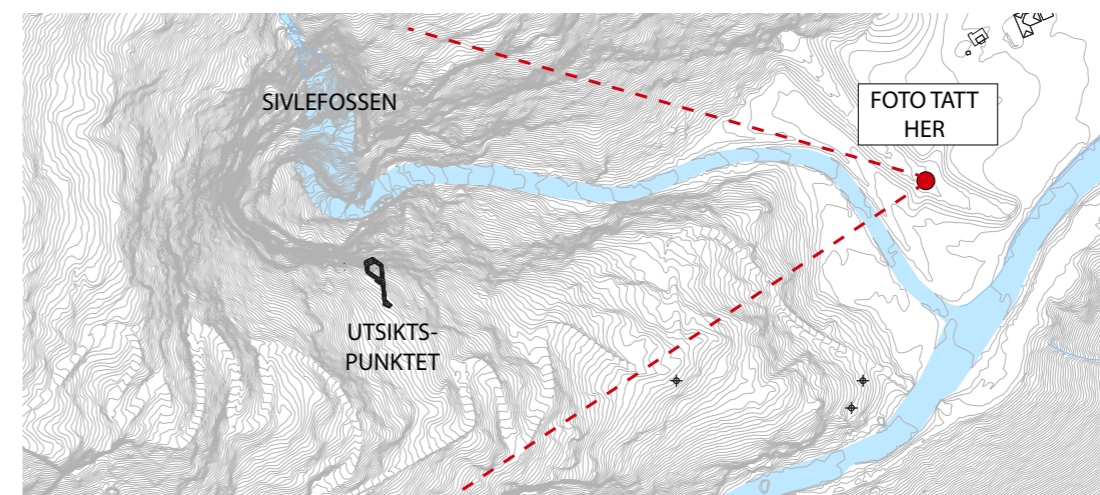 SIVLEFOSSEN
FOTO TATT
HER
UTSIKTS-
PUNKTET